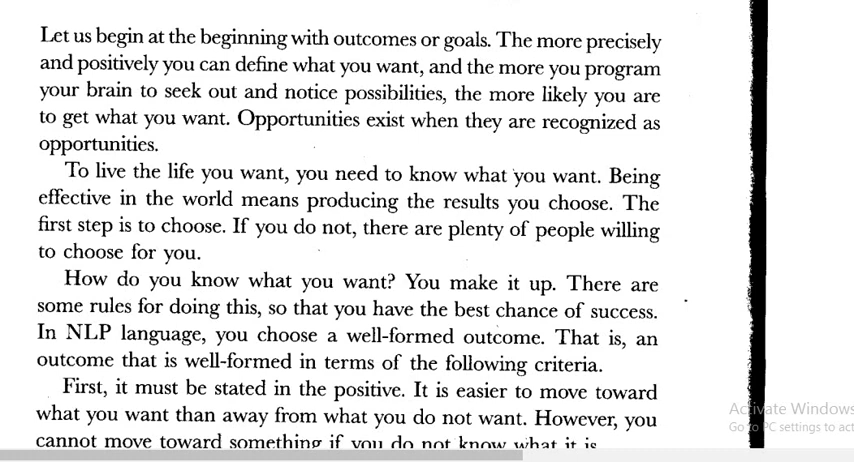 Let us begin at the beginning with outcomes or goals. The more precisely
and positively you can define what you want, and the more you program
your brain to seek out and notice possibilities, the more likely you are
to get what you want. Opportunities exist when they are recognized as
opportunities.
To live the life you want, you need to know what you want. Being
effective in the world means producing the results you choose. The
first step is to choose. If you do not, there are plenty of people willing
to choose for you.
How do you know what you want? You make it up. There are
some rules for doing this, so that you have the best chance of success.
In NLP language, you choose a well-formed outcome. That is, an
outcome that is well-formed in terms of the following criteria.
First, it must be stated in the positive. It is easier to move toward
what you want than away from what you do not want. However, you
cannot move toward something if you do not know what it is
Activate Windows
Go to PC settings to act